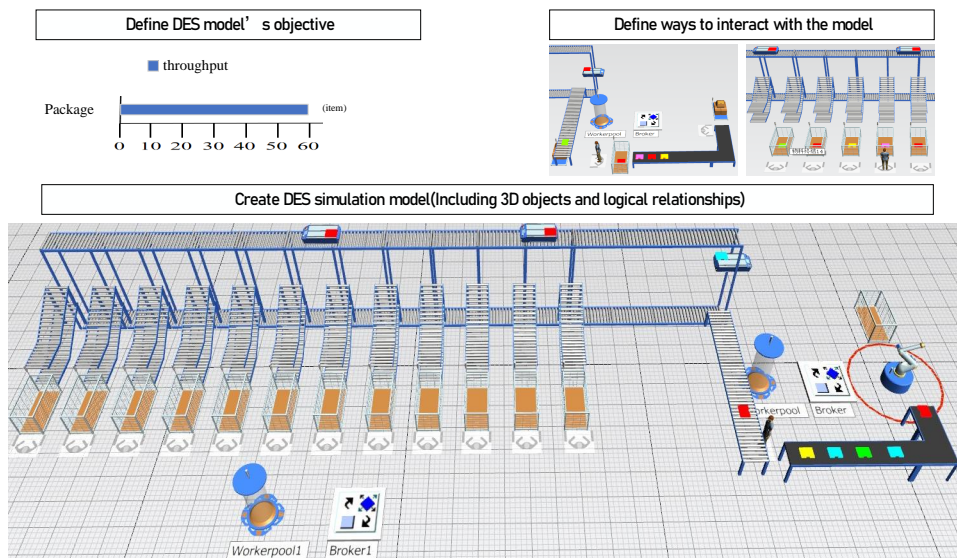 Define DES model’s objective
Define ways to interact with the model
throughput
Package
(item)
0 10 20 30 40 50 60
Workerpool
Broker
Create DES simulation model(Including 3D objects and logical relationships)
Broker
Workerpool1
Broker1